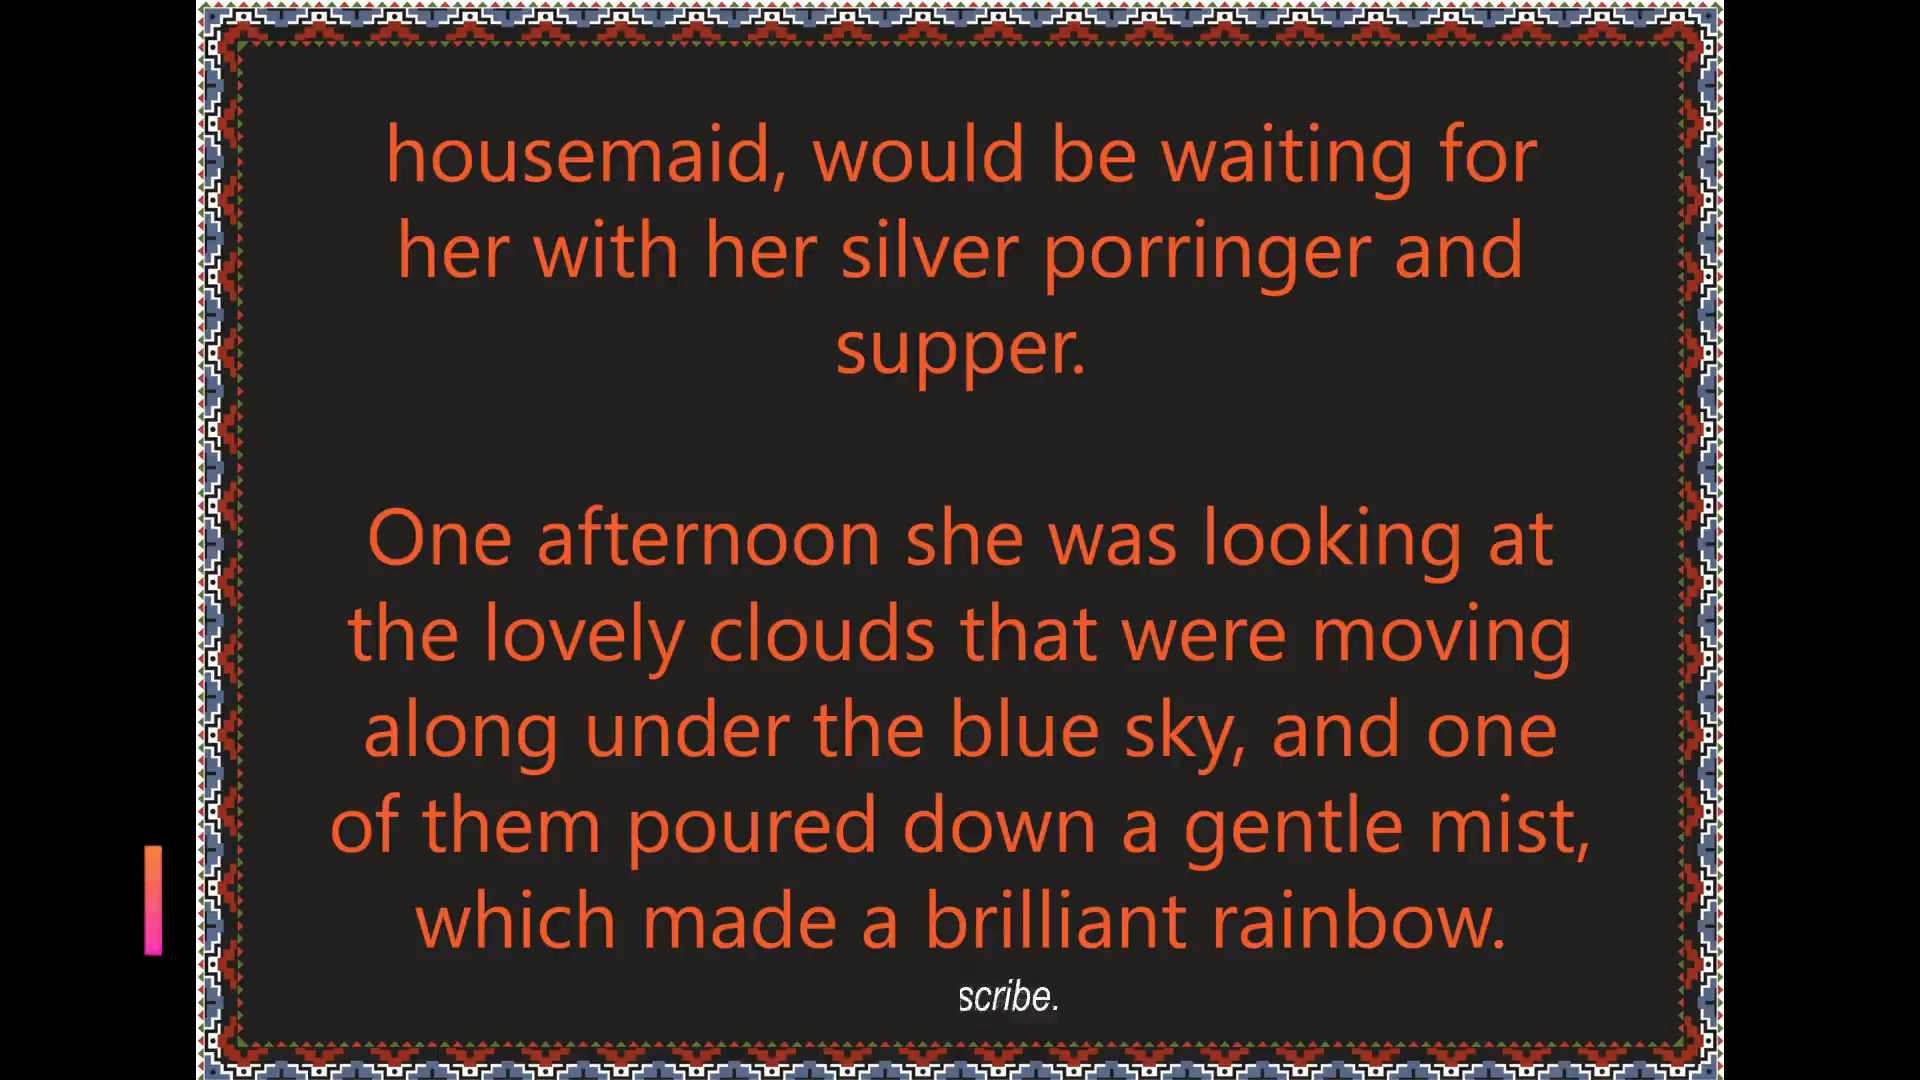 housemaid, would be waiting for
her with her silver porringer and
supper.
One afternoon she was looking at
the lovely clouds that were moving
along under the blue sky, and one
of them poured down a gentle mist,
which made a brilliant rainbow.
scribe.